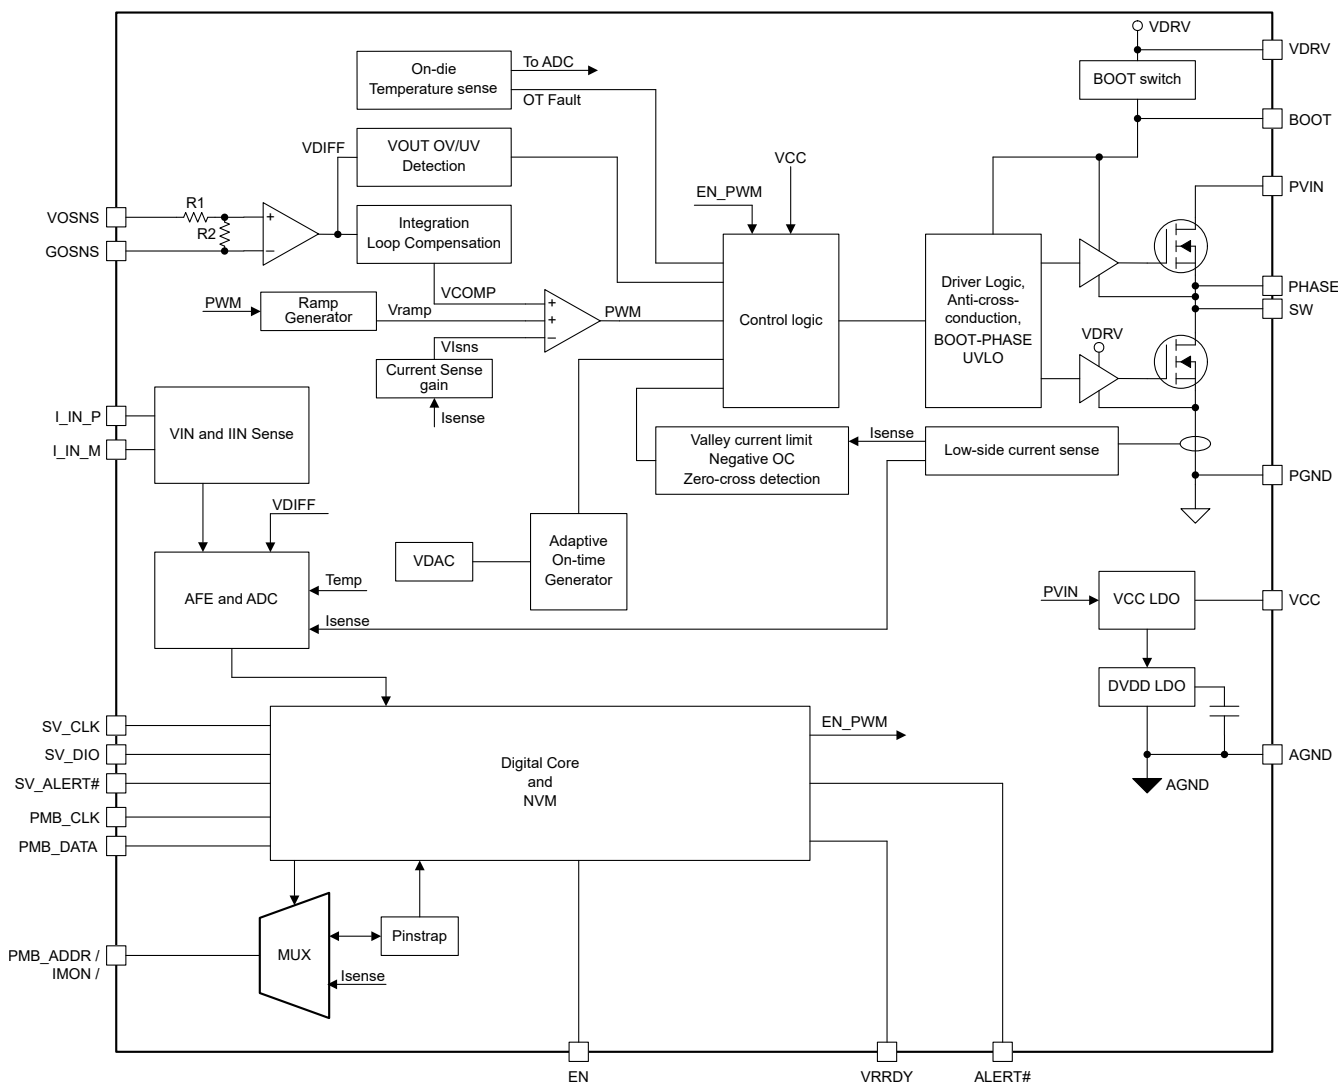 VDRV
VDRV
BOOT switch
BOOT
On-die
Temperature sense
To ADC
OT Fault
VDIFF
VOUT OV/UV
Detection
VCC
EN_PWM
PVIN
VOSNS
R1
R2
GOSNS
+
−
Integration
Loop Compensation
VCOMP
PWM
Ramp
Generator
Vramp
+
+
−
PWM
VIsns
Current Sense
gain
Isense
Control logic
Driver Logic,
Anti-cross-
conduction,
BOOT-PHASE
UVLO
VDRV
PHASE
SW
I_IN_P
I_IN_M
VIN and IIN Sense
Valley current limit
Negative OC
Zero-cross detection
Isense
Low-side current sense
PGND
VDIFF
VDAC
Adaptive
On-time
Generator
AFE and ADC
Temp
Isense
PVIN
VCC LDO
VCC
DVDD LDO
AGND
AGND
SV_CLK
SV_DIO
SV_ALERT#
PMB_CLK
PMB_DATA
Digital Core
and
NVM
EN_PWM
PMB_ADDR /
IMON /
MUX
Pinstrap
Isense
EN
VRRDY
ALERT#